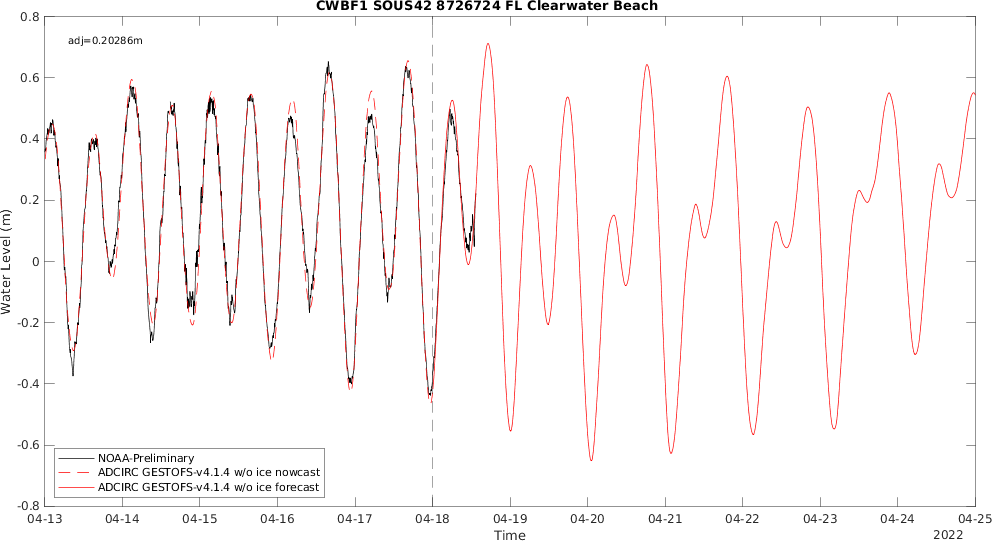 CWBF1 SOUS42 8726724 FL Clearwater Beach
adj=0.20286m
0.8
0.6
0.4
0.2
0
-0.2
-0.4
-0.6
-0.8
Water Level (m)
NOAA-Preliminary
ADCIRC GESTOFS-v4.1.4 w/o ice nowcast
ADCIRC GESTOFS-v4.1.4 w/o ice forecast
04-13 04-14 04-15 04-16 04-17 04-18 04-19 04-20 04-21 04-22 04-23 04-24 04-25
Time
2022